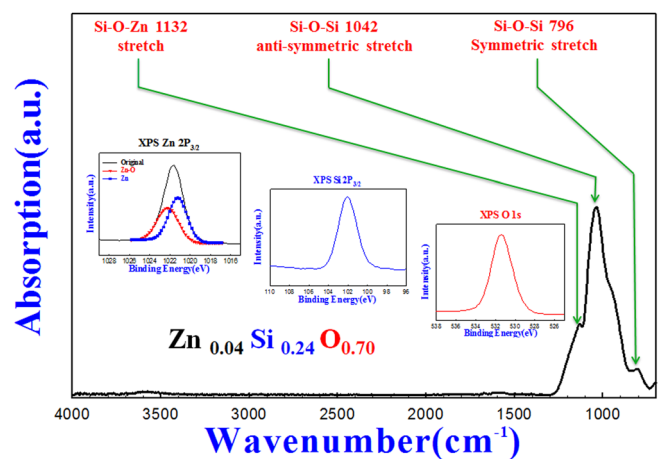 Si-O-Zn 1132
stretch
Si-O-Si 1042
anti-symmetric stretch
Si-O-Si 796
Symmetric stretch
Absorption(a.u.)
XPS Zn 2P3/2
Original
Zn-O
Zn
Intensity(a.u.)
1028 1026 1024 1022 1020 1018 1016
Binding Energy(eV)
XPS Si 2P3/2
Intensity(a.u.)
110 108 106 104 102 100 98 96
Binding Energy(eV)
XPS O 1s
Intensity(a.u.)
538 536 534 532 530 528 526
Binding Energy(eV)
Zn 0.04 Si 0.24 O0.70
4000 3500 3000 2500 2000 1500 1000
Wavenumber(cm-1)